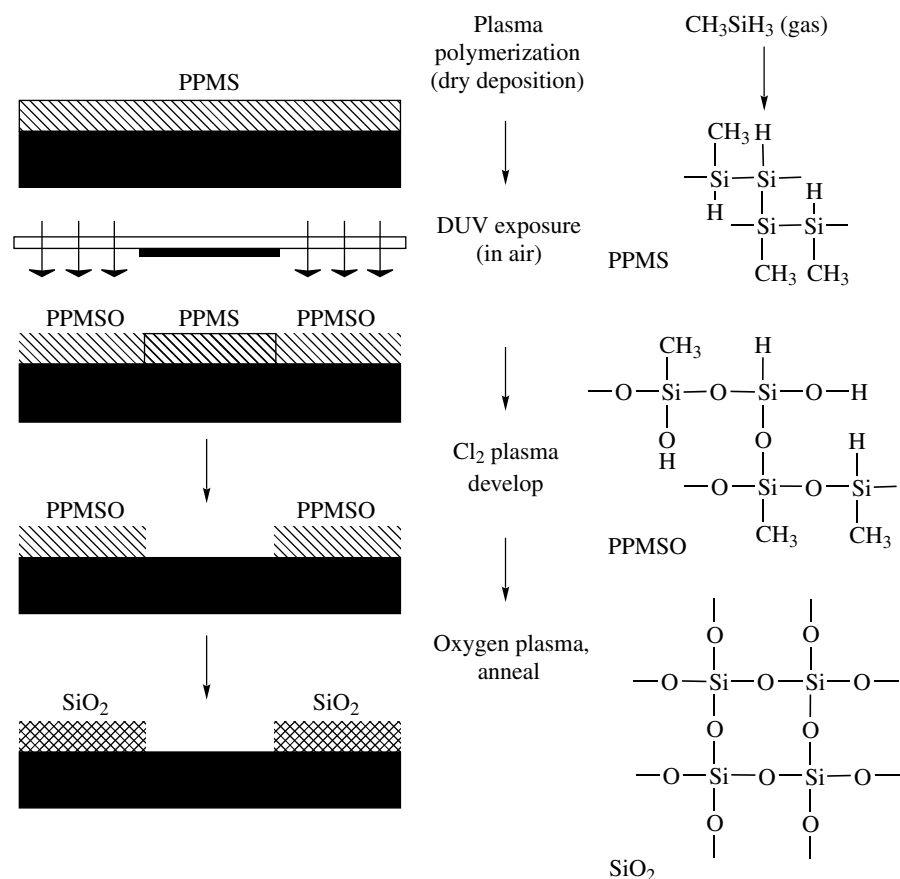 Plasma
polymerization
(dry deposition)
CH₃SiH₃ (gas)
PPMS
CH₃ H
Si Si
H
H
Si Si
CH₃ CH₃
PPMS
DUV exposure
(in air)
PPMSO PPMS PPMSO
CH₃ H
O Si O Si O H
O
H
O
H
O Si O Si
CH₃ CH₃
PPMSO
Cl₂ plasma
develop
PPMSO PPMSO
Oxygen plasma,
anneal
O O
O Si O Si O
O O
O Si O Si O
O O
SiO₂
SiO₂ SiO₂